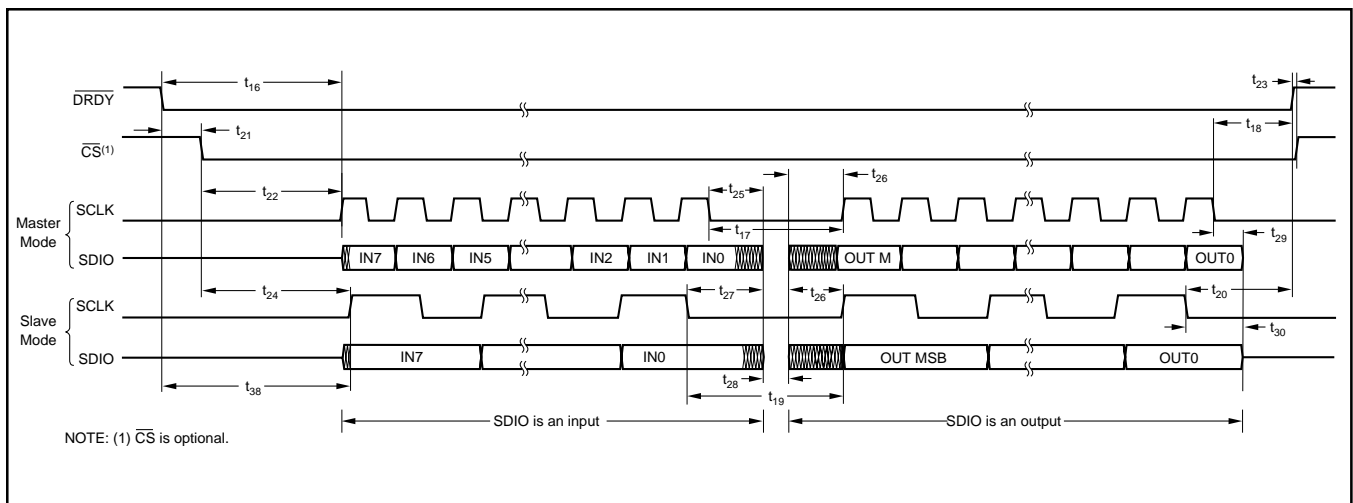 t16
t23
DRDY
t18
t21
CS(1)
t22
t25
t26
Master
Mode
SCLK
t17
t29
SDIO
IN7
IN6
IN5
IN2
IN1
IN0
OUT M
OUT0
t24
t27
t26
t20
SCLK
Slave
Mode
t30
SDIO
IN7
IN0
OUT MSB
OUT0
t28
t38
t19
SDIO is an input
SDIO is an output
NOTE: (1) CS is optional.